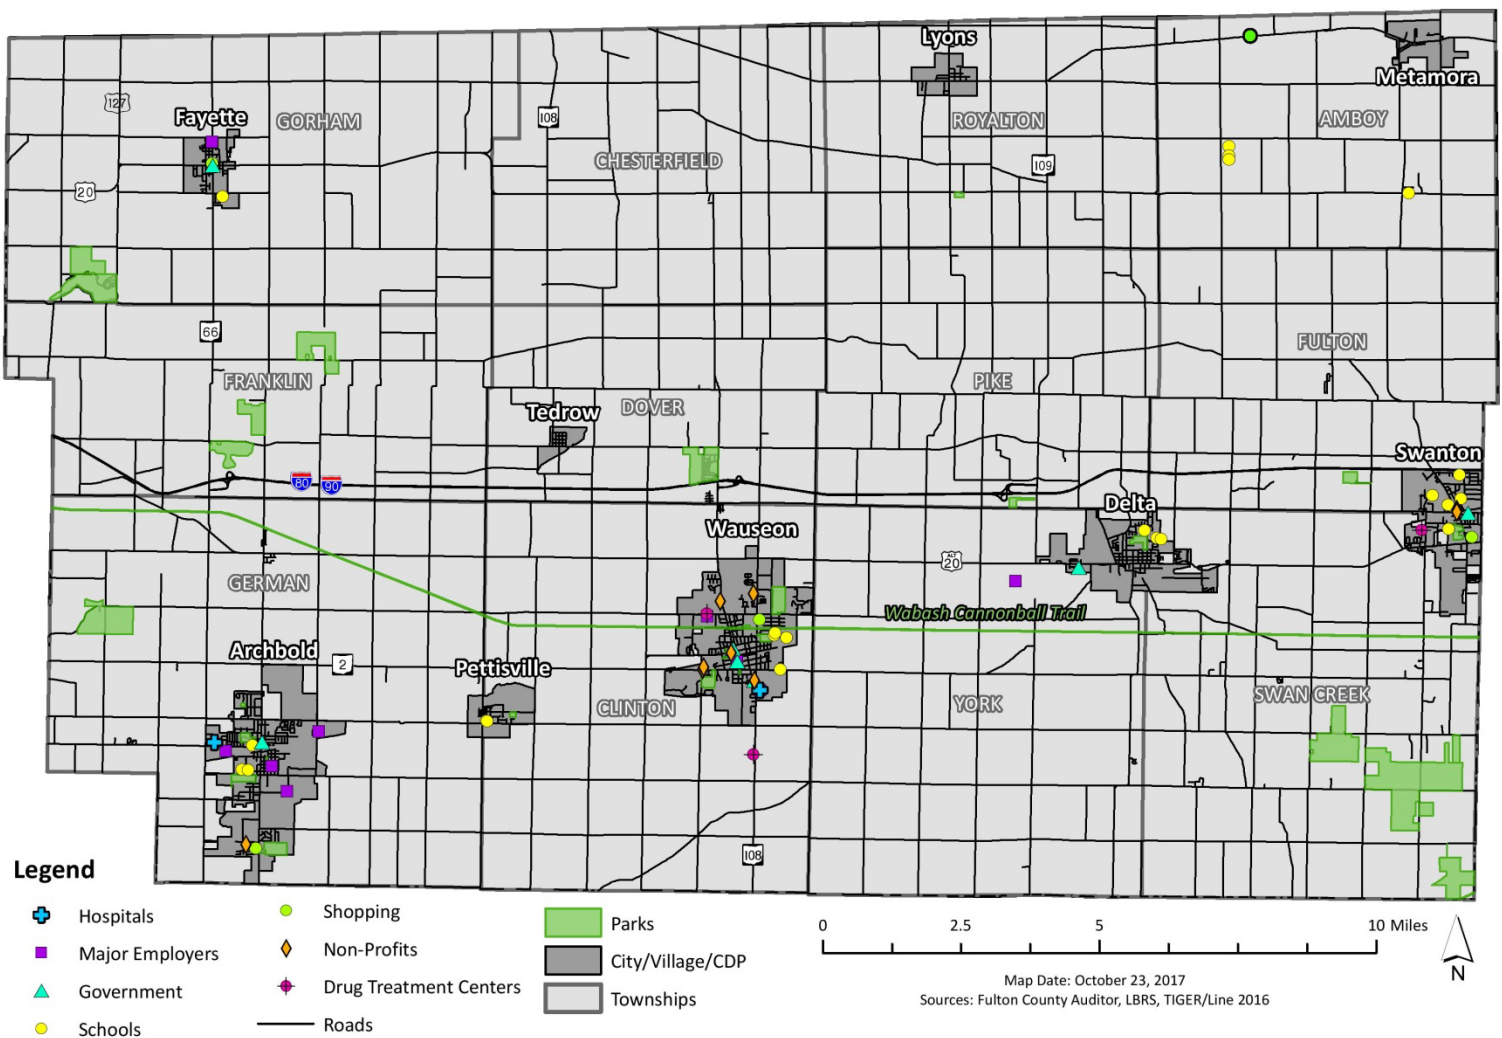 Lyons
Metamora
127
Fayette
GORHAM
108
ROYALTON
AMBOY
CHESTERFIELD
109
20
66
FULTON
FRANKLIN
PIKE
Tedrow
DOVER
Swanton
80
90
Delta
Wauseon
20
GERMAN
Wabash Cannonball Trail
Archbold
2
Pettisville
CLINTON
YORK
SWAN CREEK
108
Legend
Hospitals
Major Employers
Government
Schools
Shopping
Non-Profits
Drug Treatment Centers
Roads
Parks
City/Village/CDP
Townships
0 2.5 5 10 Miles
Map Date: October 23, 2017
Sources: Fulton County Auditor, LBRS, TIGER/Line 2016
N